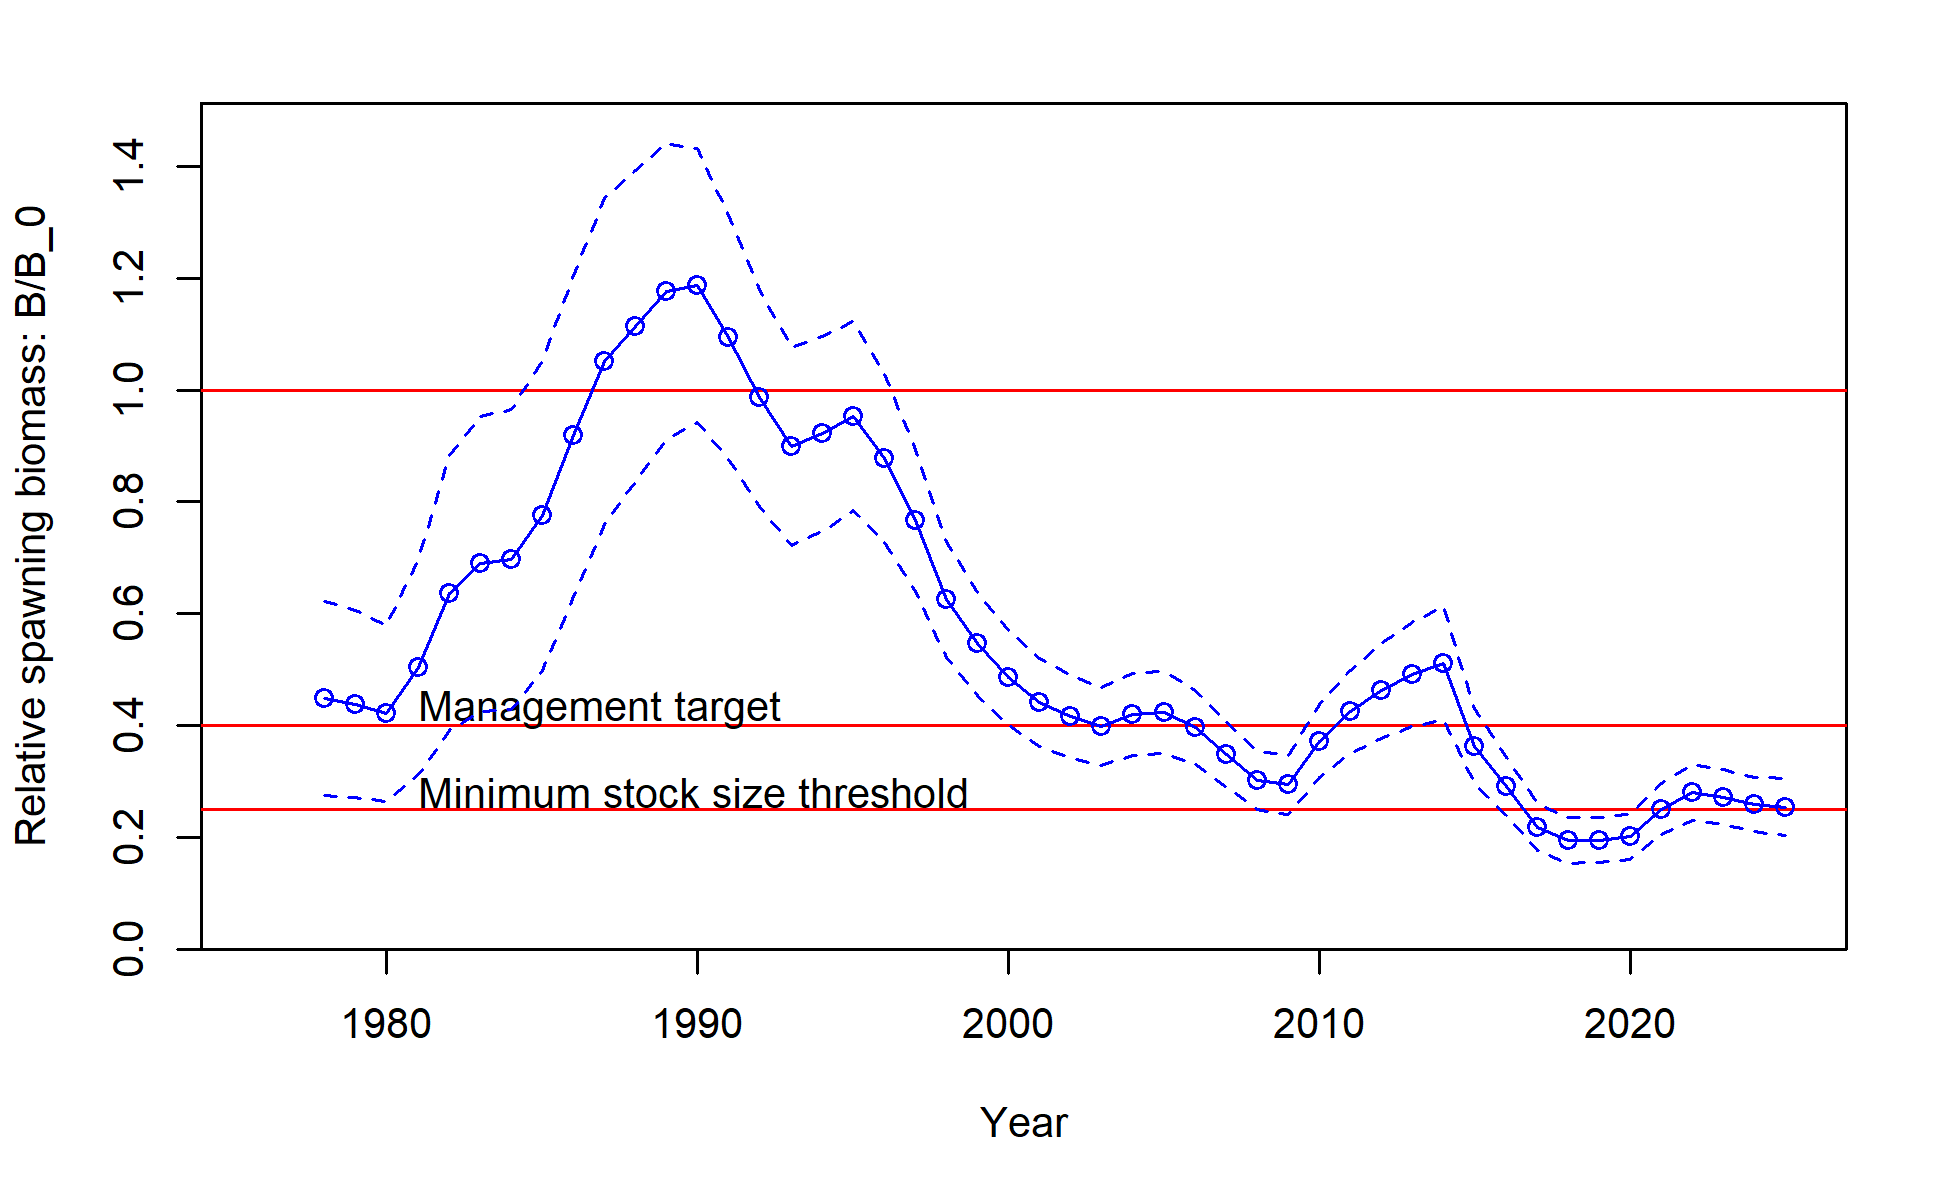 Relative spawning biomass: B/B_0
1.4
1.2
1.0
0.8
0.6
0.4
0.2
0.0
Management target
Minimum stock size threshold
1980 1990 2000 2010 2020
Year